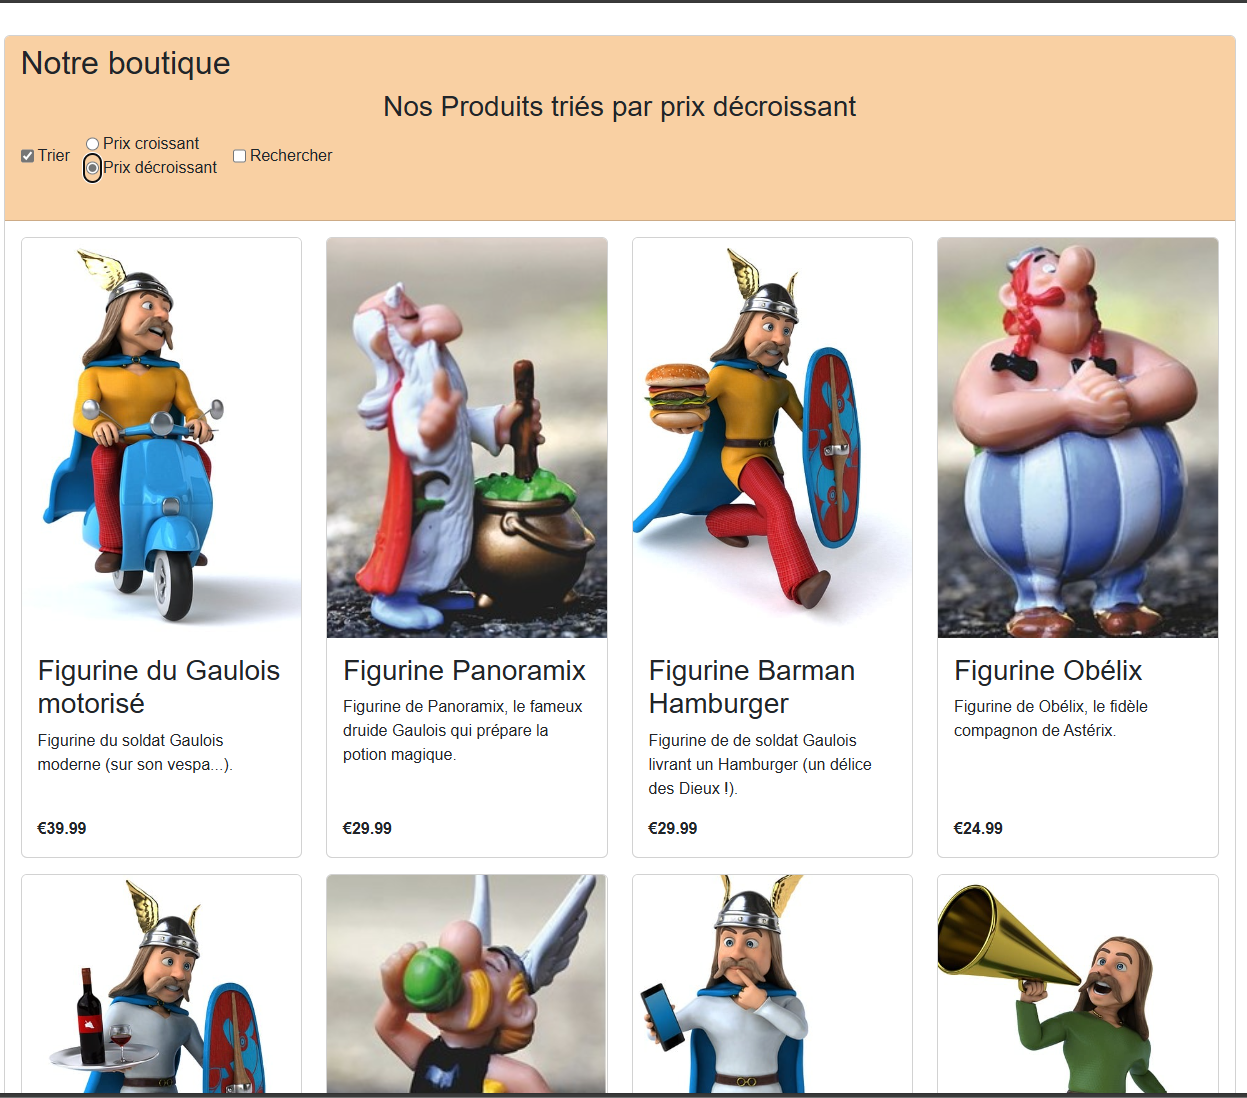 Notre boutique
Nos Produits triés par prix décroissant
Trier
Prix croissant
Prix décroissant
Rechercher
Figurine du Gaulois
motorisé
Figurine du soldat Gaulois
moderne (sur son vespa...).
€39.99
Figurine Panoramix
Figurine de Panoramix, le fameux
druide Gaulois qui prépare la
potion magique.
€29.99
Figurine Barman
Hamburger
Figurine de de soldat Gaulois
livrant un Hamburger (un délice
des Dieux !).
€29.99
Figurine Obélix
Figurine de Obélix, le fidèle
compagnon de Astérix.
€24.99